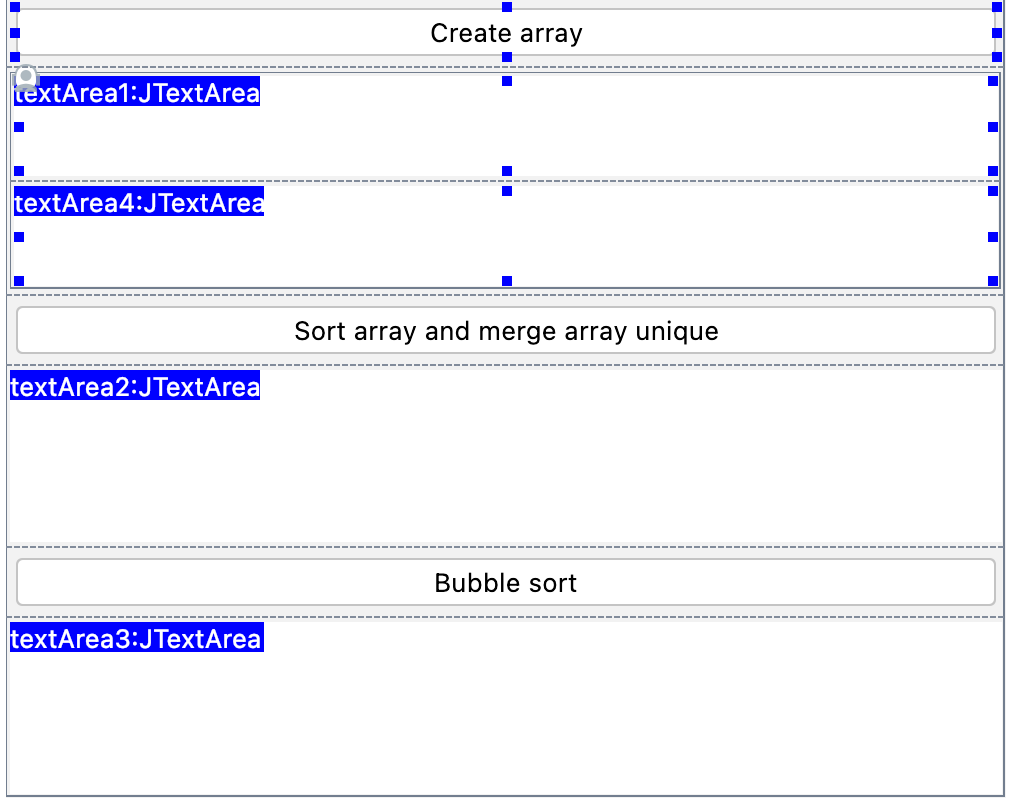 Create array
textArea1:JTextArea
textArea4:JTextArea
Sort array and merge array unique
textArea2:JTextArea
Bubble sort
textArea3:JTextArea